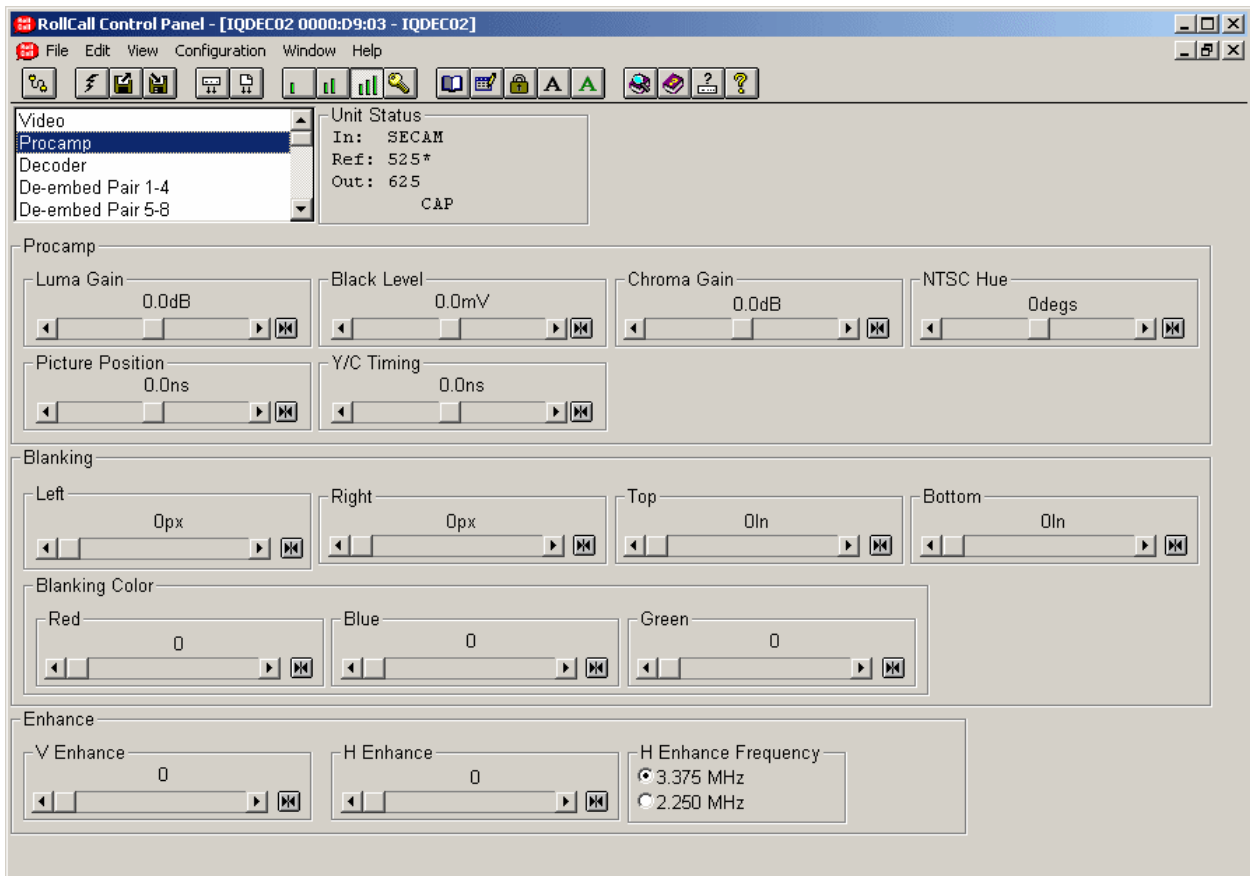 RollCall Control Panel - [IQDEC02 0000:D9:03 - IQDEC02]
File Edit View Configuration Window Help
Video
Procamp
Decoder
De-embed Pair 1-4
De-embed Pair 5-8
Unit Status
In: SECAM
Ref: 525*
Out: 625
CAP
Procamp
Luma Gain
0.0dB
Black Level
0.0mV
Chroma Gain
0.0dB
NTSC Hue
0degs
Picture Position
0.0ns
Y/C Timing
0.0ns
Blanking
Left
0px
Right
0px
Top
0ln
Bottom
0ln
Blanking Color
Red
0
Blue
0
Green
0
Enhance
V Enhance
0
H Enhance
0
H Enhance Frequency
3.375 MHz
2.250 MHz